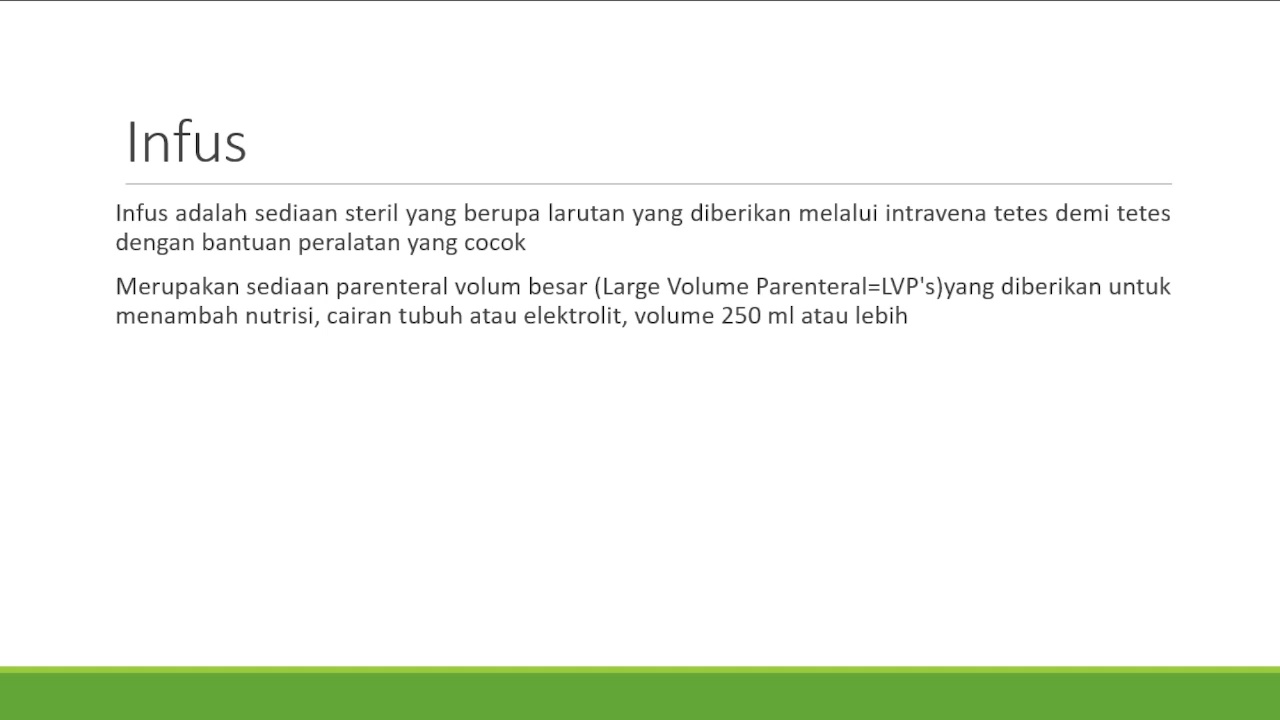 Infus
Infus adalah sediaan steril yang berupa larutan yang diberikan melalui intravena tetes demi tetes
dengan bantuan peralatan yang cocok
Merupakan sediaan parenteral volum besar (Large Volume Parenteral=LVP's)yang diberikan untuk
menambah nutrisi, cairan tubuh atau elektrolit, volume 250 ml atau lebih